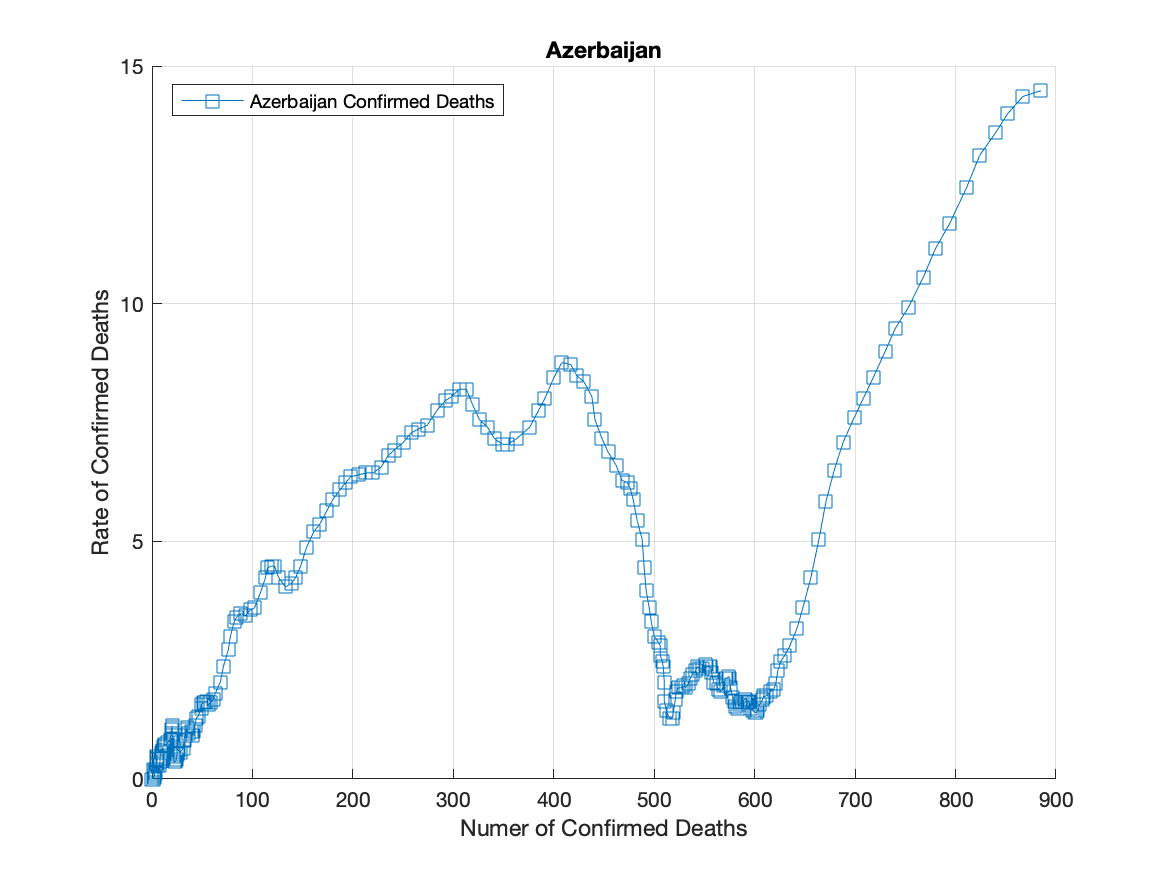 Azerbaijan
15
Azerbaijan Confirmed Deaths
10
5
0
Rate of Confirmed Deaths
0 100 200 300 400 500 600 700 800 900
Numer of Confirmed Deaths